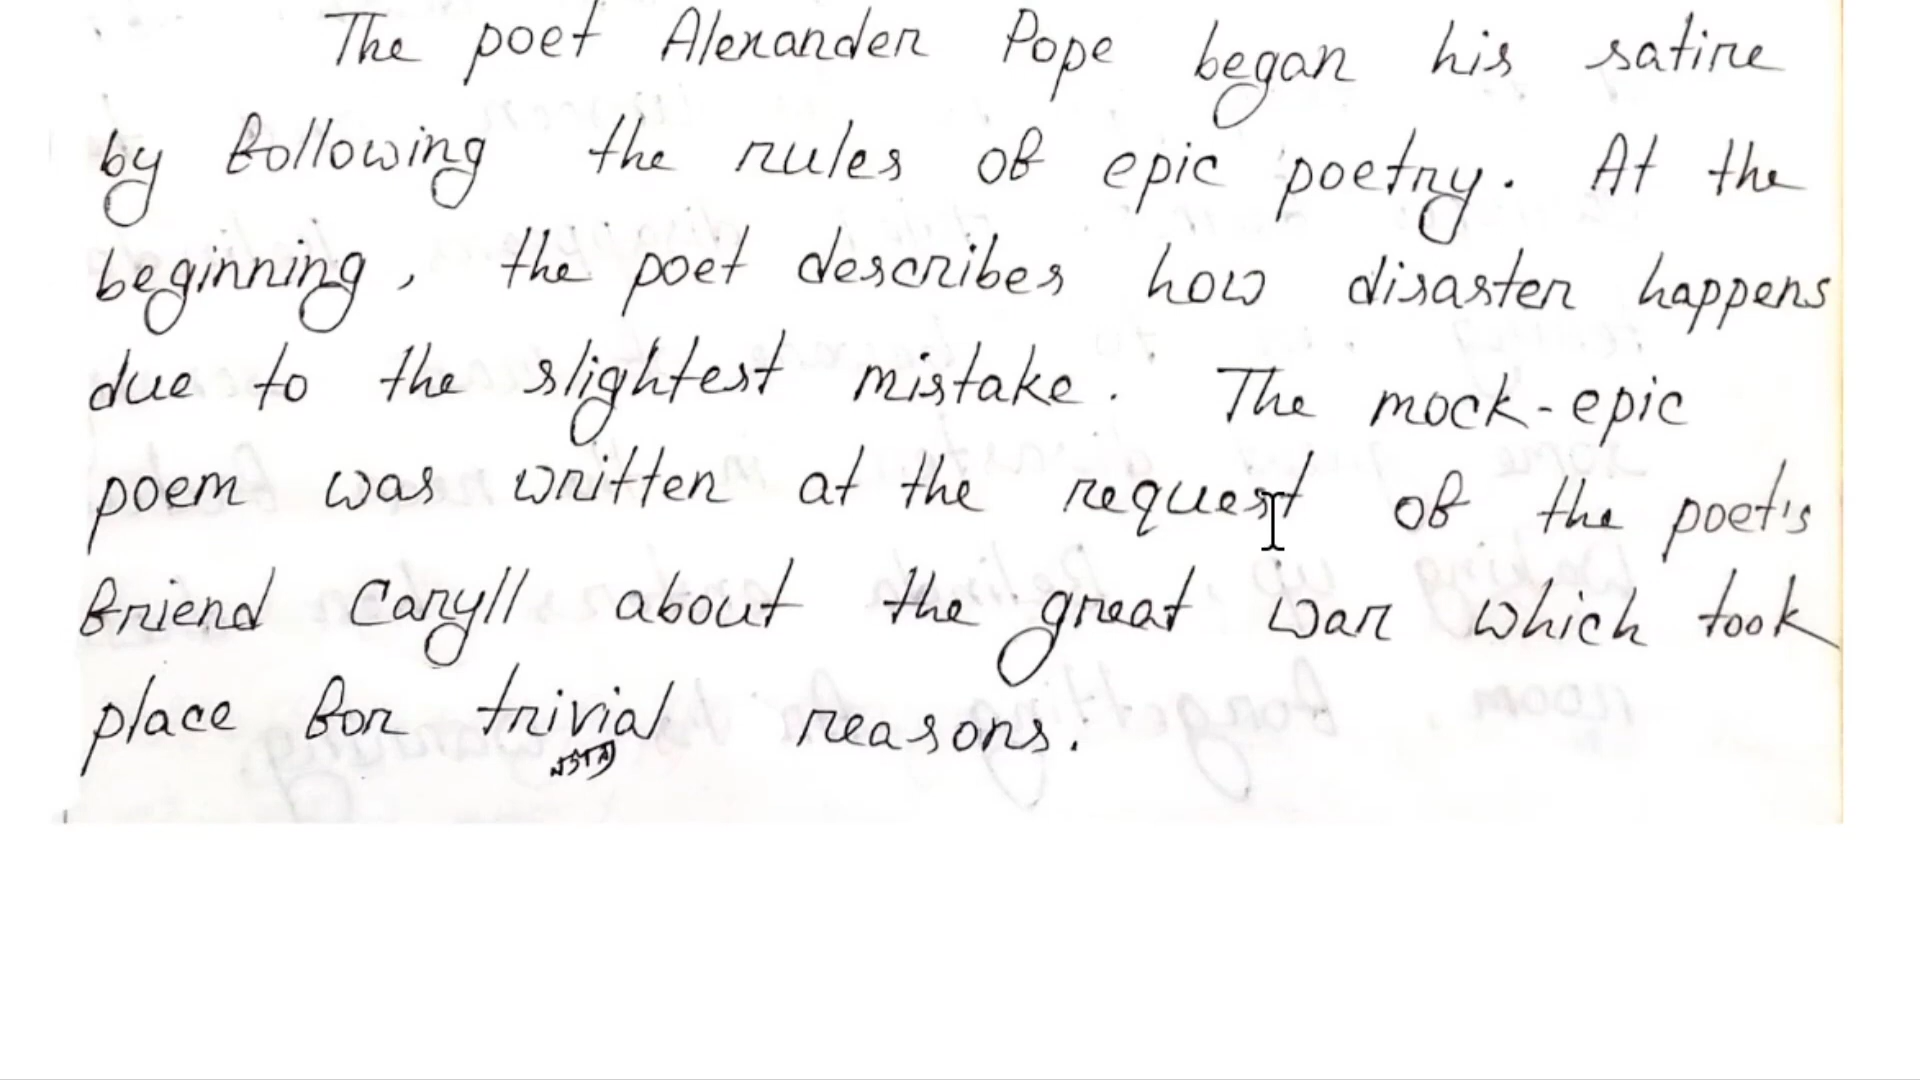 The poet Alexander Pope began his satire
by following the rules of epic poetry. At the
beginning, the poet describes how disaster happens
due to the slightest mistake. The mock-epic
poem was written at the request of the poet's
friend Caryll about the great war which took
place for trivial reasons.